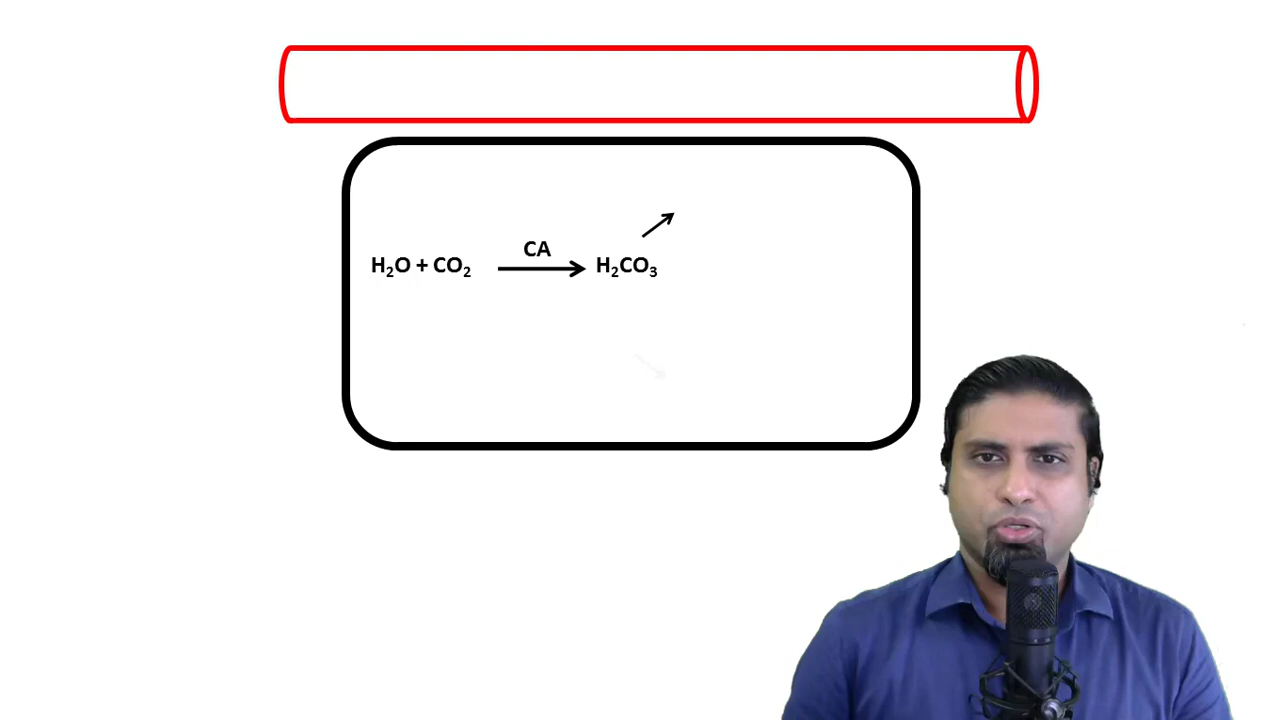 CA
H₂O + CO₂ → H₂CO₃